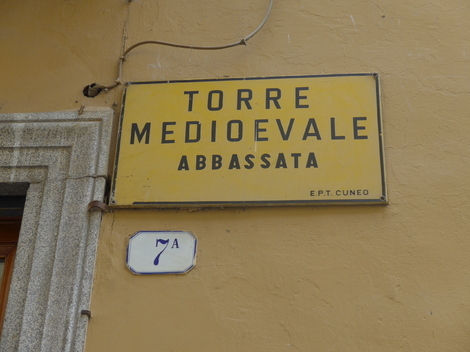 TORRE
MEDIOEVALE
ABBASSATA
E.P.T. CUNEO
7A